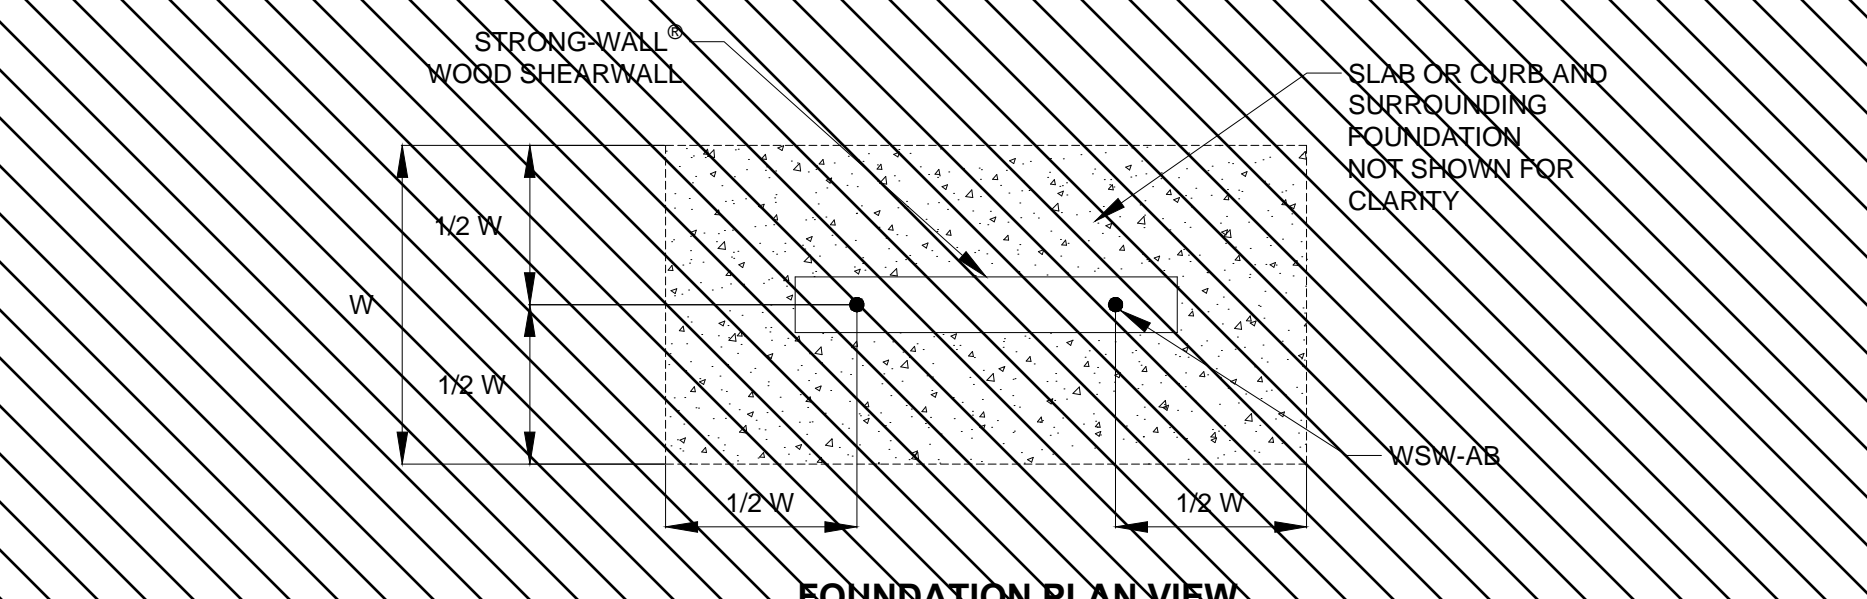 STRONG-WALL®
WOOD SHEARWALL
SLAB OR CURB AND
SURROUNDING
FOUNDATION
NOT SHOWN FOR
CLARITY
1/2 W
W
1/2 W
WSW-AB
1/2 W
1/2 W
FOUNDATION PLAN VIEW